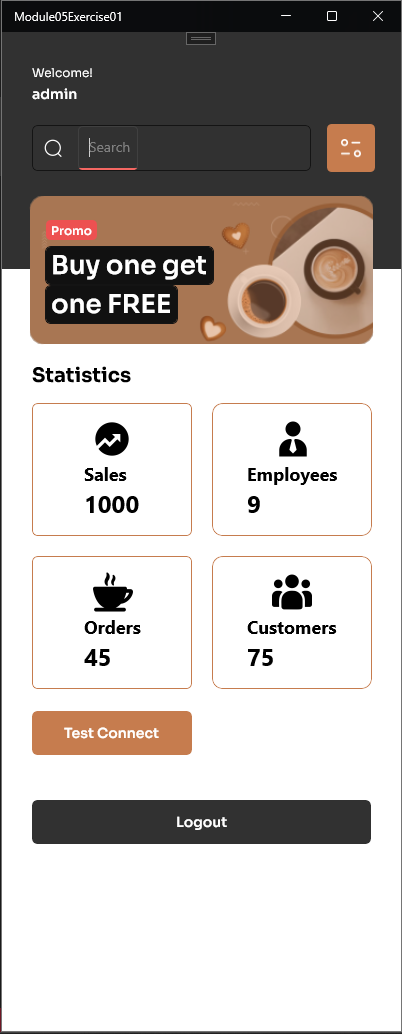 Module05Exercise01
Welcome!
admin
Search
Promo
Buy one get
one FREE
Statistics
Sales
1000
Employees
9
Orders
45
Customers
75
Test Connect
Logout